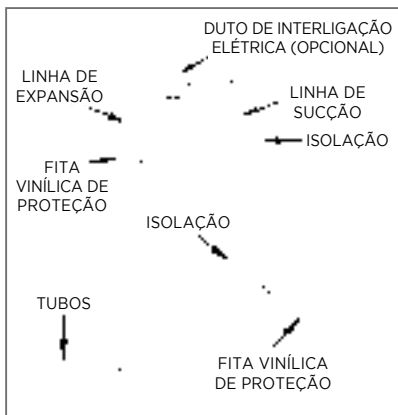 DUTO DE INTERLIGAÇÃO
ELÉTRICA (OPCIONAL)
LINHA DE
EXPANSÃO
LINHA DE
SUCÇÃO
ISOLAÇÃO
FITA
VINÍLICA DE
PROTEÇÃO
ISOLAÇÃO
TUBOS
FITA VINÍLICA
DE PROTEÇÃO